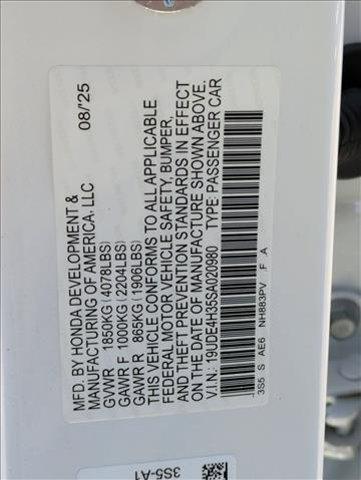 MFD. BY HONDA DEVELOPMENT & 08/'25
MANUFACTURING OF AMERICA, LLC
GVWR 1850KG (4078LBS)
GAWR F 1000KG (2204LBS)
GAWR R 865KG (1906LBS)
THIS VEHICLE CONFORMS TO ALL APPLICABLE
FEDERAL MOTOR VEHICLE SAFETY, BUMPER,
AND THEFT PREVENTION STANDARDS IN EFFECT
ON THE DATE OF MANUFACTURE SHOWN ABOVE.
V.I.N: 19UDE4H35SA020980 TYPE: PASSENGER CAR
3S5 S AE6 NH883PV F A
3S5-A1